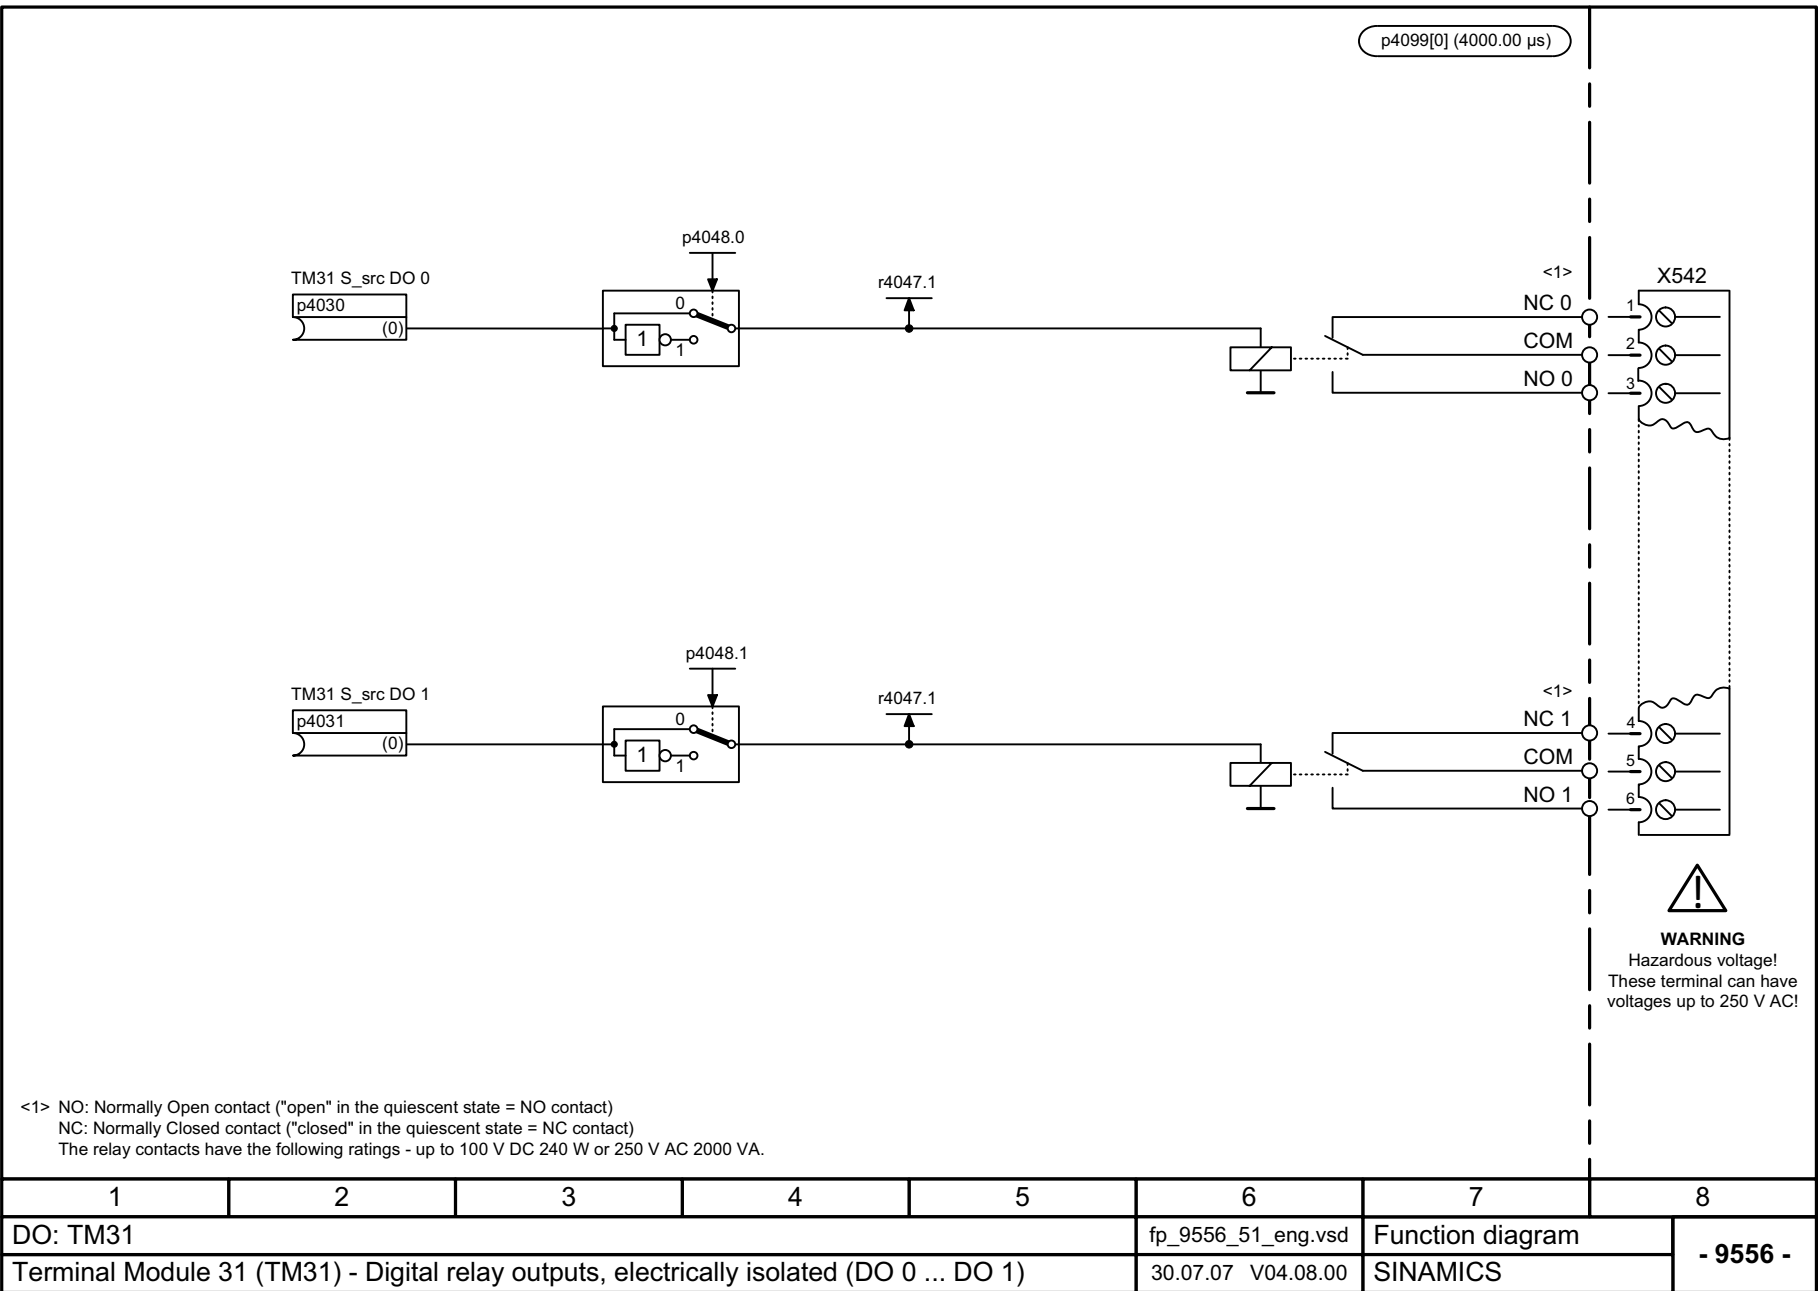 p4099[0] (4000.00 µs)
p4048.0
TM31 S_src DO 0
p4030
(0)
0
1
1
r4047.1
<1>
NC 0
COM
NO 0
X542
1
2
3
p4048.1
TM31 S_src DO 1
p4031
(0)
0
1
1
r4047.1
<1>
NC 1
COM
NO 1
4
5
6
WARNING
Hazardous voltage!
These terminal can have
voltages up to 250 V AC!
<1> NO: Normally Open contact ("open" in the quiescent state = NO contact)
NC: Normally Closed contact ("closed" in the quiescent state = NC contact)
The relay contacts have the following ratings - up to 100 V DC 240 W or 250 V AC 2000 VA.
1 2 3 4 5 6 7 8
DO: TM31 fp_9556_51_eng.vsd Function diagram
- 9556 -
Terminal Module 31 (TM31) - Digital relay outputs, electrically isolated (DO 0 ... DO 1) 30.07.07 V04.08.00 SINAMICS